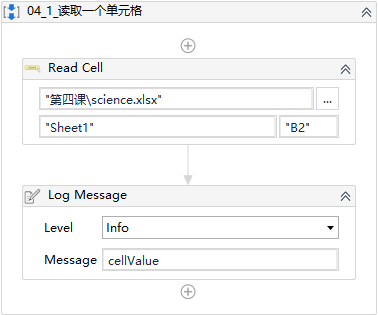 04_1_读取一个单元格
Read Cell
"第四课\science.xlsx"
...
"Sheet1"
"B2"
Log Message
Level
Info
Message
cellValue